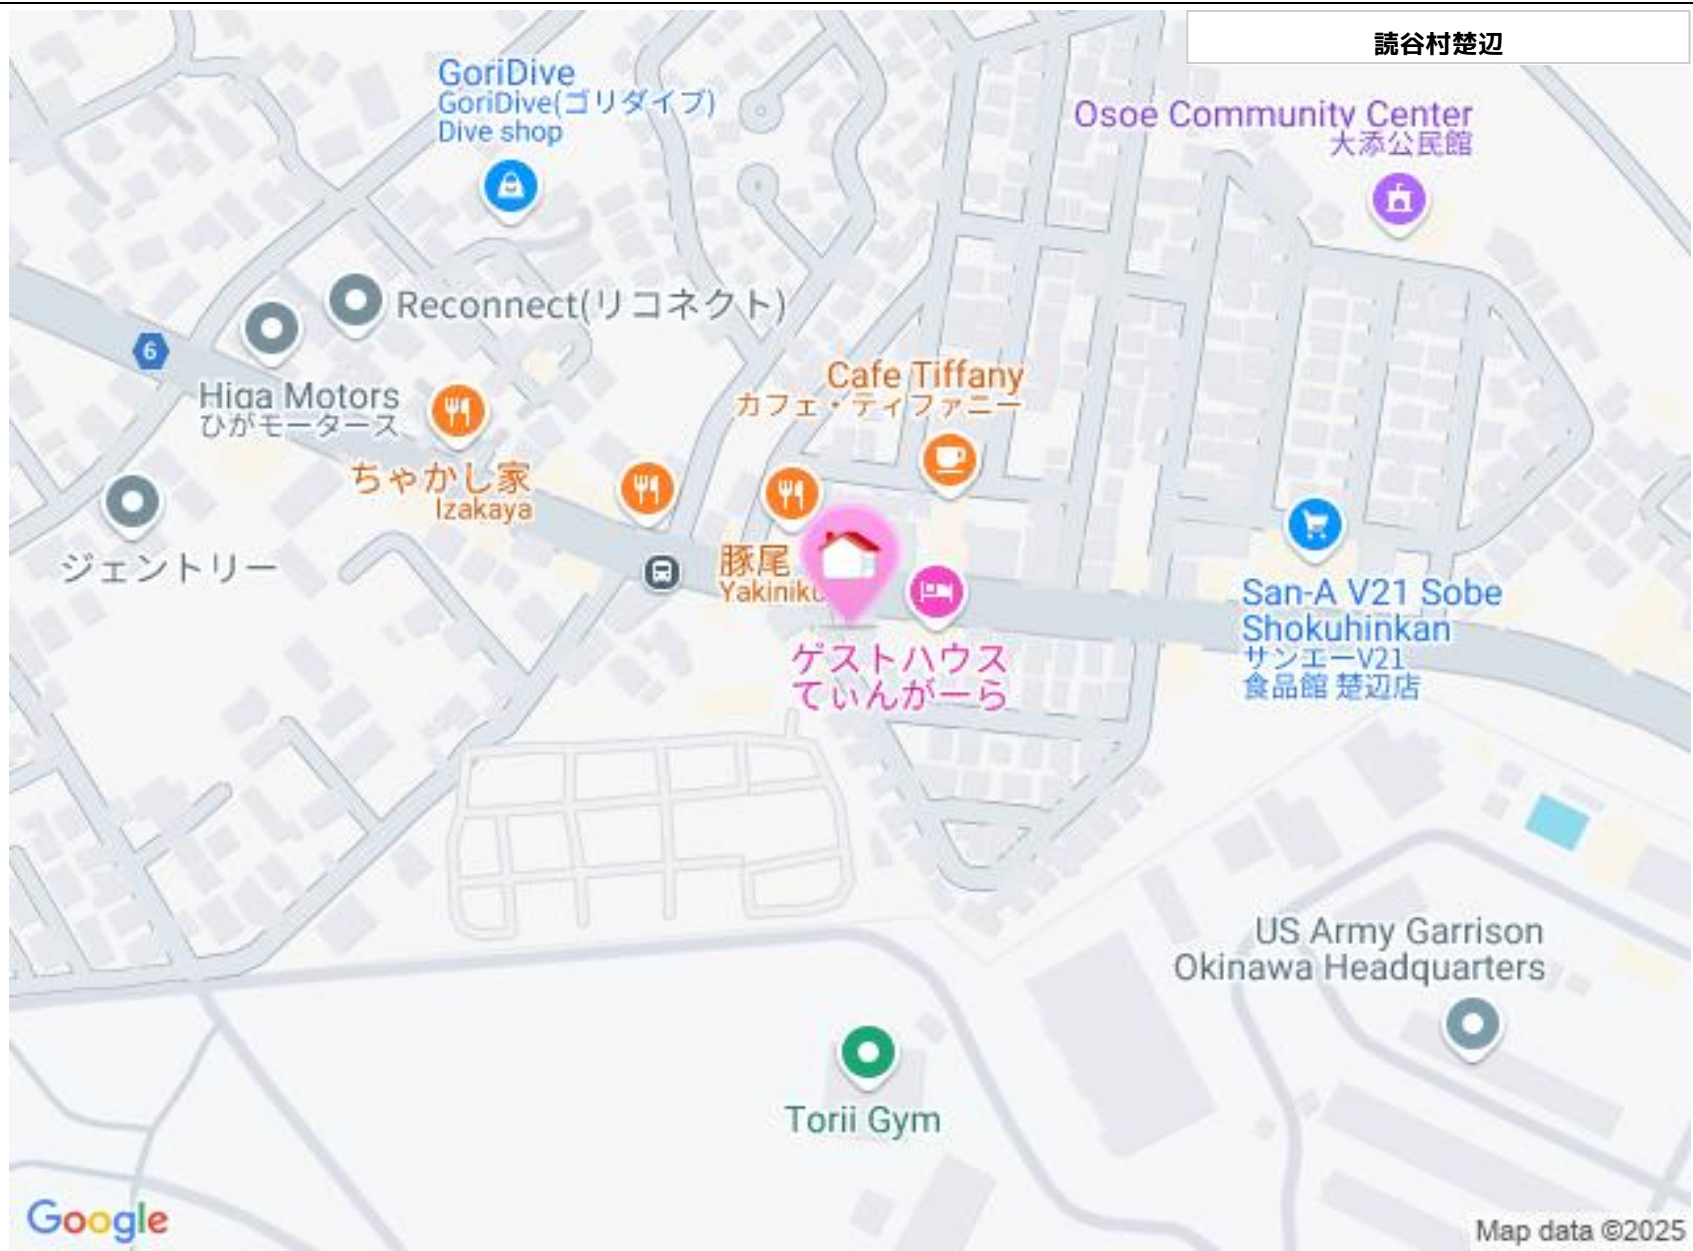 読谷村楚辺
GoriDive
GoriDive(ゴリダイブ)
Dive shop
Osoe Community Center
大添公民館
Reconnect(リコネクト)
6
Higa Motors
ひがモータース
Cafe Tiffany
カフェ・ティファニー
ちゃかし家
Izakaya
ジェントリー
豚尾
ゲストハウス
てぃんがーら
San-A V21 Sobe
Shokuhinkan
サンエーV21
食品館 楚辺店
US Army Garrison
Okinawa Headquarters
Torii Gym
Google
Map data ©2025